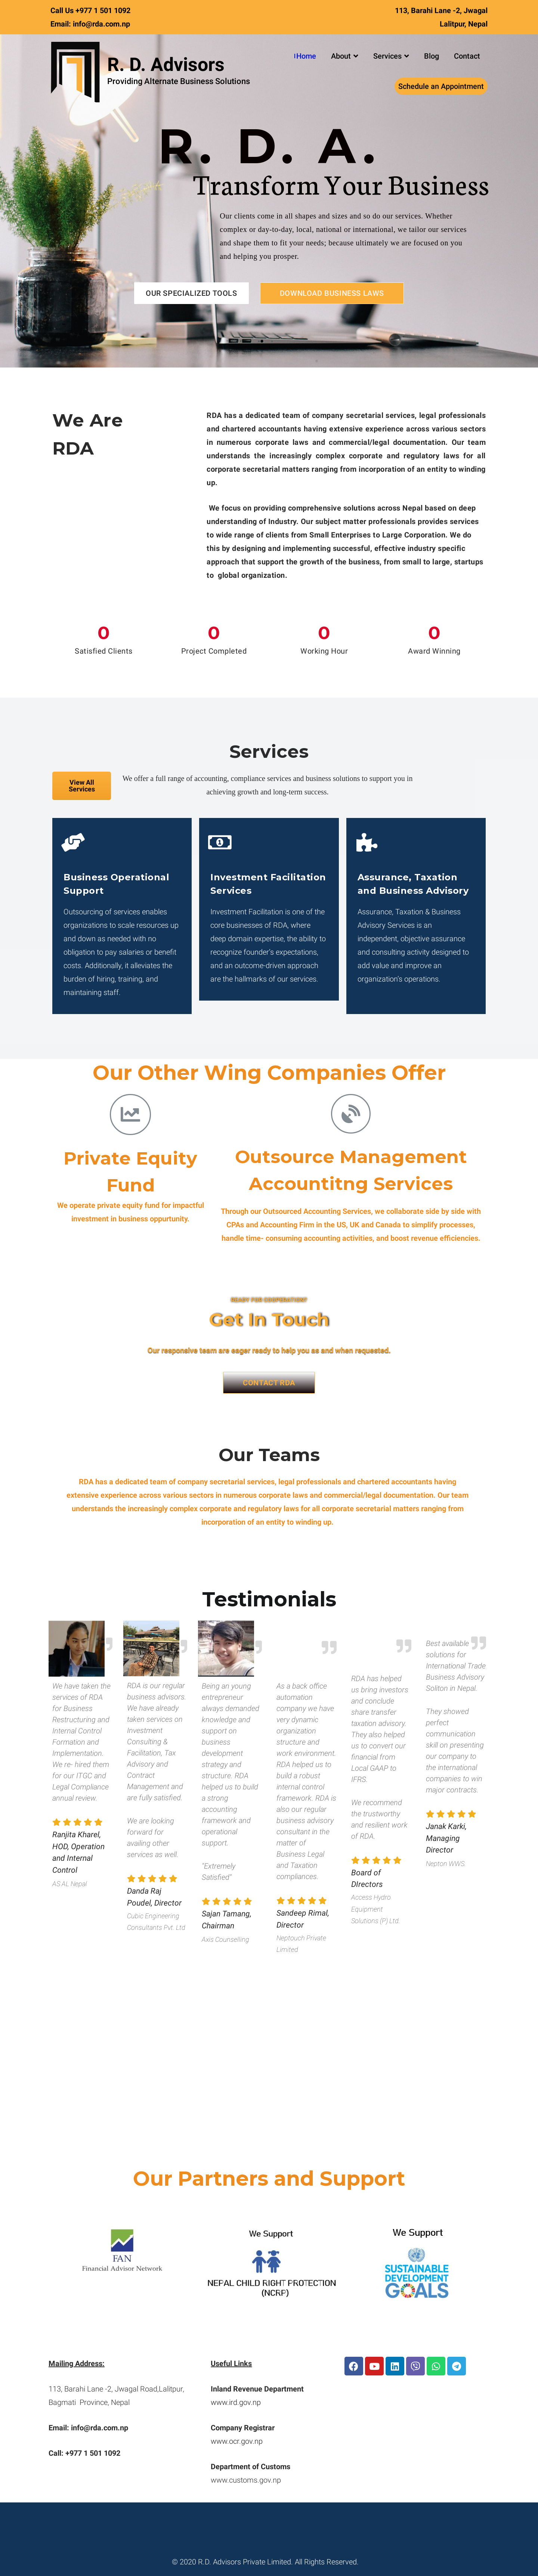 Call Us +977 1 501 1092
Email: info@rda.com.np
113, Barahi Lane -2, Jwagal
Lalitpur, Nepal
R. D. Advisors
Providing Alternate Business Solutions
Home About Services Blog Contact
Schedule an Appointment
R. D. A.
Transform Your Business
Our clients come in all shapes and sizes and so do our services. Whether
complex or day-to-day, local, national or international, we tailor our services
and shape them to fit your needs; because ultimately we are focused on you
and helping you prosper.
OUR SPECIALIZED TOOLS
DOWNLOAD BUSINESS LAWS
We Are
RDA
RDA has a dedicated team of company secretarial services, legal professionals
and chartered accountants having extensive experience across various sectors
in numerous corporate laws and commercial/legal documentation. Our team
understands the increasingly complex corporate and regulatory laws for all
corporate secretarial matters ranging from incorporation of an entity to winding
up.
We focus on providing comprehensive solutions across Nepal based on deep
understanding of Industry. Our subject matter professionals provides services
to wide range of clients from Small Enterprises to Large Corporation. We do
this by designing and implementing successful, effective industry specific
approach that support the growth of the business, from small to large, startups
to global organization.
0
Satisfied Clients
0
Project Completed
0
Working Hour
0
Award Winning
Services
View All
Services
We offer a full range of accounting, compliance services and business solutions to support you in
achieving growth and long-term success.
Business Operational
Support
Outsourcing of services enables
organizations to scale resources up
and down as needed with no
obligation to pay salaries or benefit
costs. Additionally, it alleviates the
burden of hiring, training, and
maintaining staff.
Investment Facilitation
Services
Investment Facilitation is one of the
core businesses of RDA, where
deep domain expertise, the ability to
recognize founder's expectations,
and an outcome-driven approach
are the hallmarks of our services.
Assurance, Taxation
and Business Advisory
Assurance, Taxation & Business
Advisory Services is an
independent, objective assurance
and consulting activity designed to
add value and improve an
organization's operations.
Our Other Wing Companies Offer
Private Equity
Fund
We operate private equity fund for impactful
investment in business oppurtunity.
Outsource Management
Accountitng Services
Through our Outsourced Accounting Services, we collaborate side by side with
CPAs and Accounting Firm in the US, UK and Canada to simplify processes,
handle time- consuming accounting activities, and boost revenue efficiencies.
READY FOR COOPERATION?
Get In Touch
Our responsive team are eager ready to help you as and when requested.
CONTACT RDA
Our Teams
RDA has a dedicated team of company secretarial services, legal professionals and chartered accountants having
extensive experience across various sectors in numerous corporate laws and commercial/legal documentation. Our team
understands the increasingly complex corporate and regulatory laws for all corporate secretarial matters ranging from
incorporation of an entity to winding up.
Testimonials
We have taken the
services of RDA
for Business
Restructuring and
Internal Control
Formation and
Implementation.
We re- hired them
for our ITGC and
Legal Compliance
annual review.
Ranjita Kharel,
HOD, Operation
and Internal
Control
ASAL Nepal
RDA is our regular
business advisors.
We have already
taken services on
Investment
Consulting &
Facilitation, Tax
Advisory and
Contract
Management and
are fully satisfied.
We are looking
forward for
availing other
services as well.
Danda Raj
Poudel, Director
Cubic Engineering
Consultants Pvt. Ltd
Being an young
entrepreneur
always demanded
knowledge and
support on
business
development
strategy and
structure. RDA
helped us to build
a strong
accounting
framework and
operational
support.
"Extremely
Satisfied"
Sajan Tamang,
Chairman
Axis Counselling
As a back office
automation
company we have
very dynamic
organization
structure and
work environment.
RDA helped us to
build a robust
internal control
framework. RDA is
also our regular
business advisory
consultant in the
matter of
Business Legal
and Taxation
compliances.
Sandeep Rimal,
Director
Neptouch Private
Limited
RDA has helped
us bring investors
and conclude
share transfer
taxation advisory.
They also helped
us to convert our
financial from
Local GAAP to
IFRS.
We recommend
the trustworthy
and resilient work
of RDA.
Board of
DIrectors
Access Hydro
Equipment
Solutions (P) Ltd.
Best available
solutions for
International Trade
Business Advisory
Soliton in Nepal.
They showed
perfect
communication
skill on presenting
our company to
the international
companies to win
major contracts.
Janak Karki,
Managing
Director
Nepton WWS
Our Partners and Support
FAN
Financial Advisor Network
We Support
NEPAL CHILD RIGHT PROTECTION
(NCRP)
We Support
SUSTAINABLE
DEVELOPMENT
GOALS
Mailing Address:
113, Barahi Lane -2, Jwagal Road,Lalitpur,
Bagmati Province, Nepal
Email: info@rda.com.np
Call: +977 1 501 1092
Useful Links
Inland Revenue Department
www.ird.gov.np
Company Registrar
www.ocr.gov.np
Department of Customs
www.customs.gov.np
© 2020 R.D. Advisors Private Limited. All Rights Reserved.